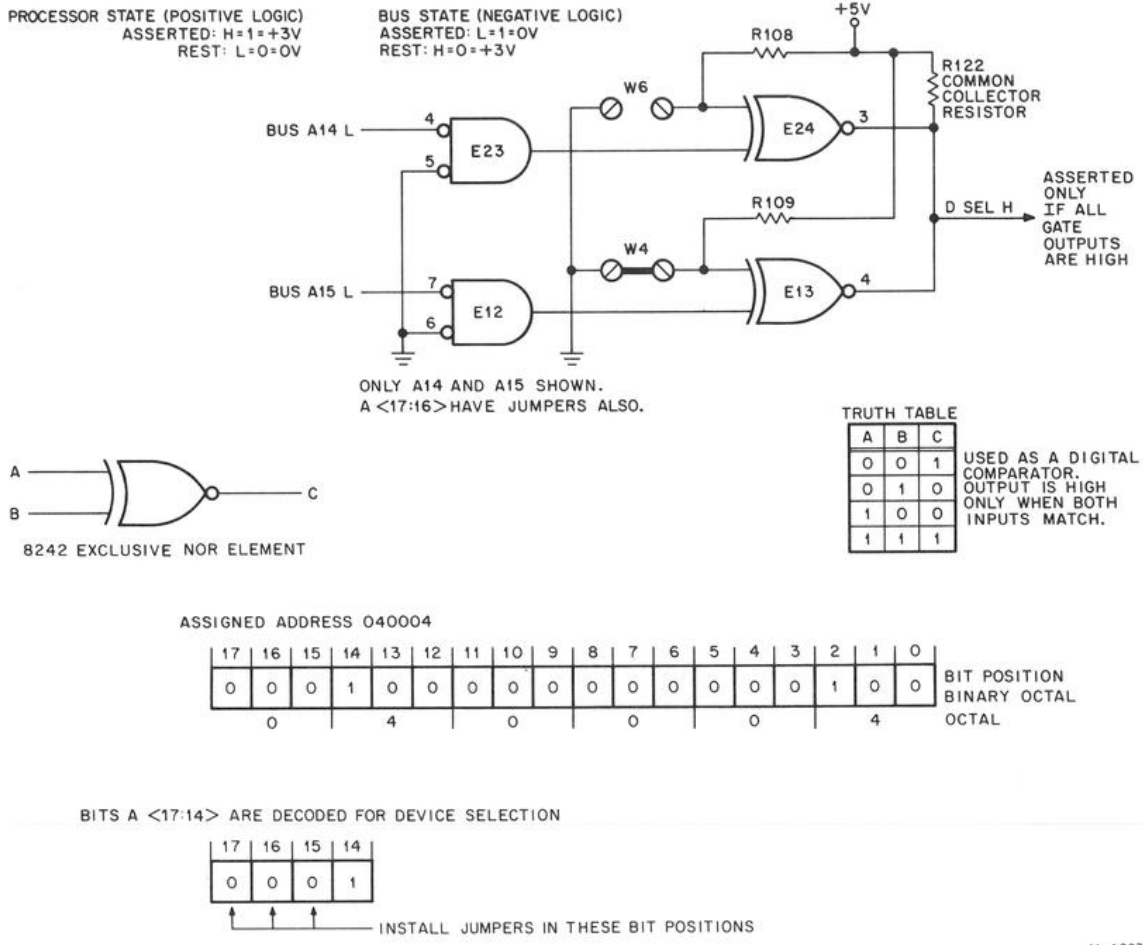 PROCESSOR STATE (POSITIVE LOGIC)
ASSERTED: H=1=+3V
REST: L=0=0V
BUS STATE (NEGATIVE LOGIC)
ASSERTED: L=1=0V
REST: H=0=+3V
+5V
R108
R122
COMMON
COLLECTOR
RESISTOR
W6
BUS A14 L
4
5
E23
E24
3
R109
D SEL H
ASSERTED
ONLY
IF ALL
GATE
OUTPUTS
ARE HIGH
W4
BUS A15 L
7
6
E12
E13
4
ONLY A14 AND A15 SHOWN.
A <17:16> HAVE JUMPERS ALSO.
A
B
C
8242 EXCLUSIVE NOR ELEMENT
TRUTH TABLE
A B C
0 0 1
0 1 0
1 0 0
1 1 1
USED AS A DIGITAL
COMPARATOR.
OUTPUT IS HIGH
ONLY WHEN BOTH
INPUTS MATCH.
ASSIGNED ADDRESS 040004
17 16 15 14 13 12 11 10 9 8 7 6 5 4 3 2 1 0 BIT POSITION
0 0 0 1 0 0 0 0 0 0 0 0 0 0 0 1 0 0 BINARY OCTAL
0 4 0 0 0 4 OCTAL
BITS A <17:14> ARE DECODED FOR DEVICE SELECTION
17 16 15 14
0 0 0 1
INSTALL JUMPERS IN THESE BIT POSITIONS